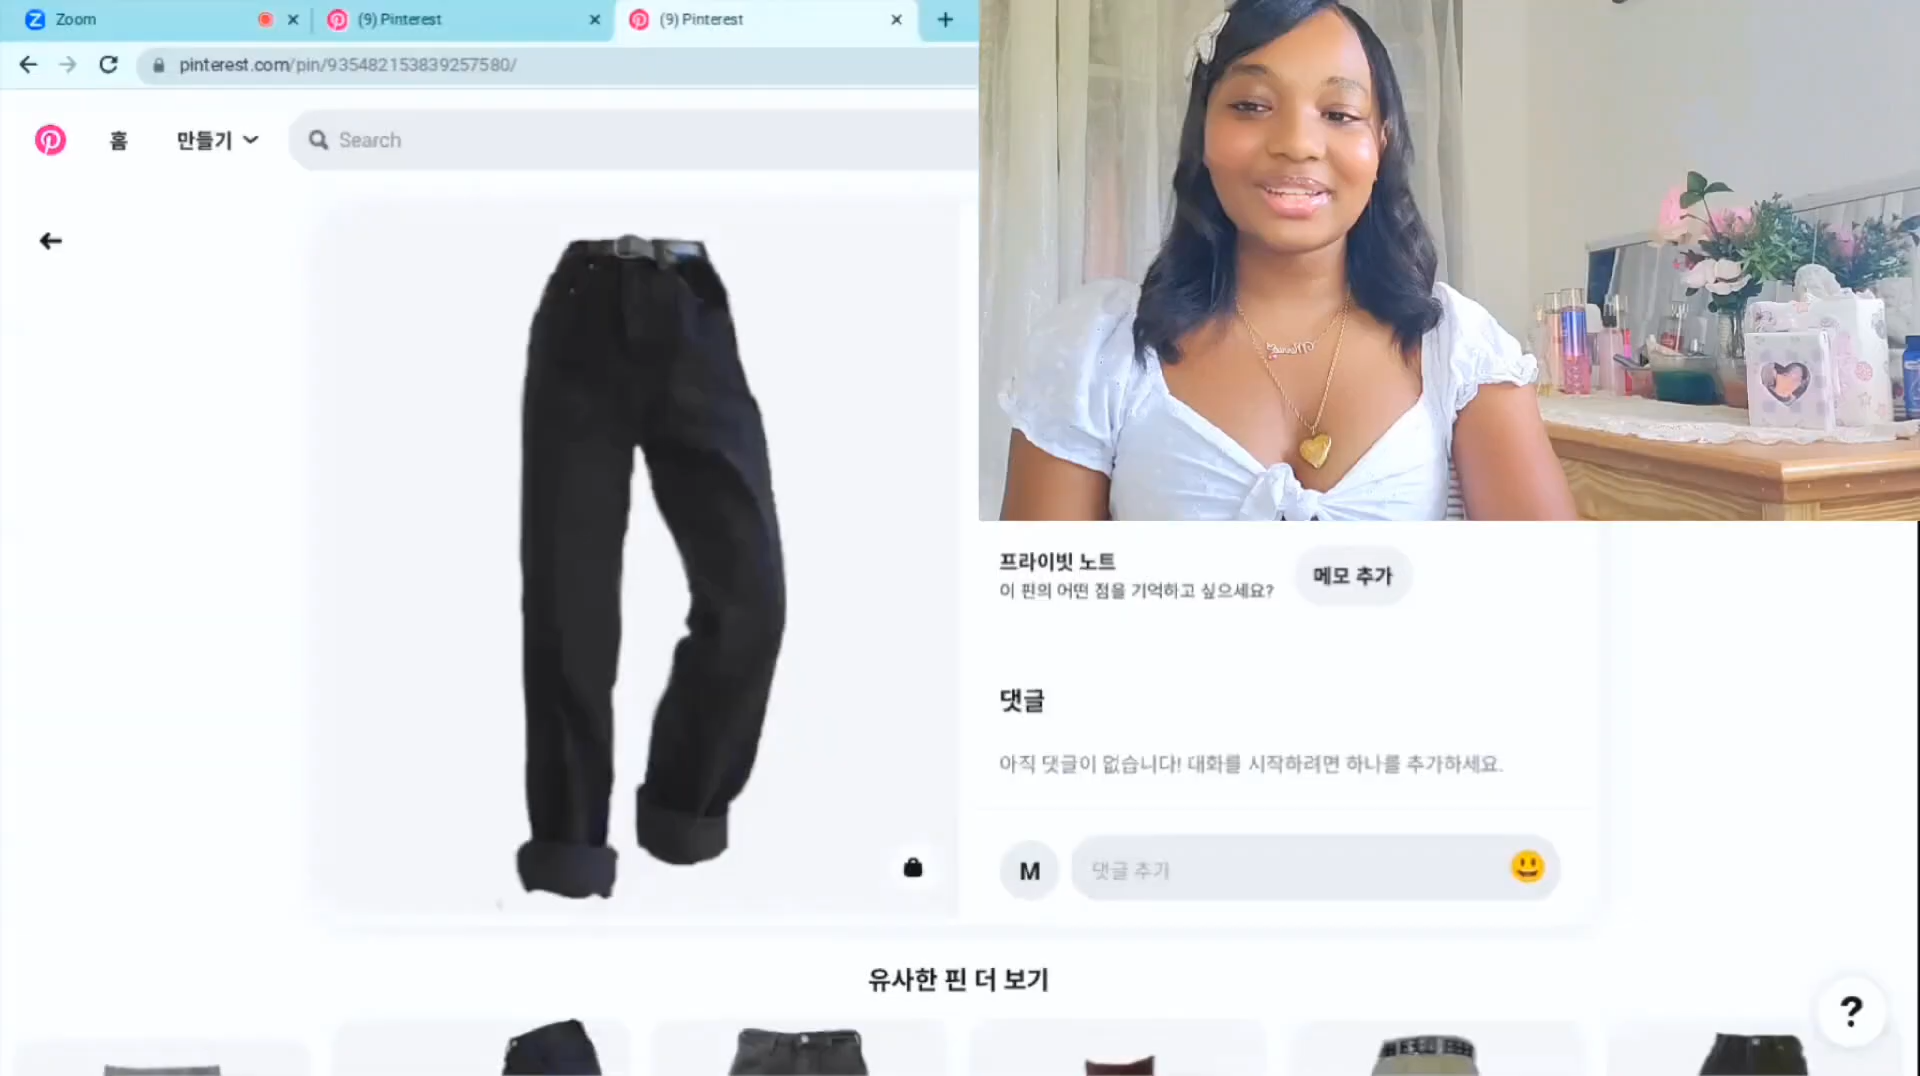 Zoom
(9) Pinterest
(9) Pinterest
pinterest.com/pin/935482153839257580/
홈
만들기
Search
프라이빗 노트
이 핀의 어떤 점을 기억하고 싶으세요?
메모 추가
댓글
아직 댓글이 없습니다! 대화를 시작하려면 하나를 추가하세요.
M
댓글 추가
유사한 핀 더 보기
?